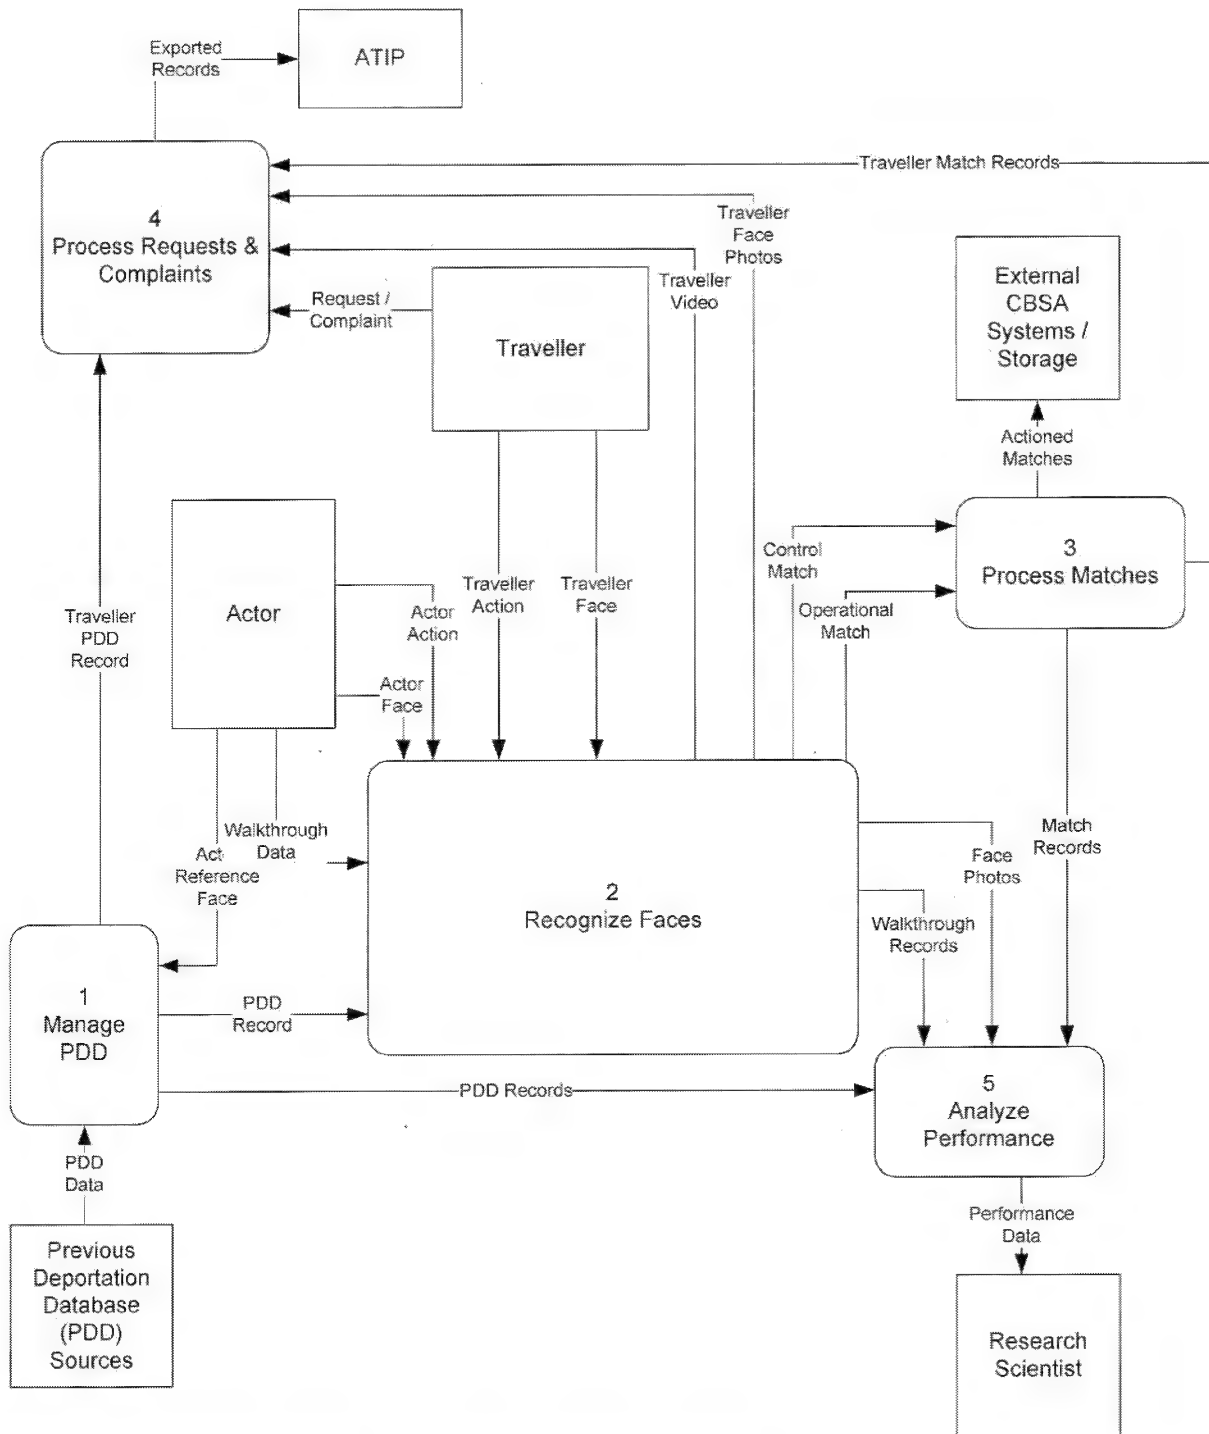 Exported
Records
ATIP
Traveller Match Records
4
Process Requests &
Complaints
Traveller
Face
Photos
Traveller
Video
Request /
Complaint
Traveller
External
CBSA
Systems /
Storage
Actioned
Matches
3
Process Matches
Control
Match
Operational
Match
Traveller
Action
Traveller
Face
Actor
Actor
Action
Actor
Face
Traveller
PDD
Record
Walkthrough
Data
Act
Reference
Face
2
Recognize Faces
Face
Photos
Match
Records
Walkthrough
Records
1
Manage
PDD
PDD
Record
PDD Records
5
Analyze
Performance
PDD
Data
Performance
Data
Previous
Deportation
Database
(PDD)
Sources
Research
Scientist